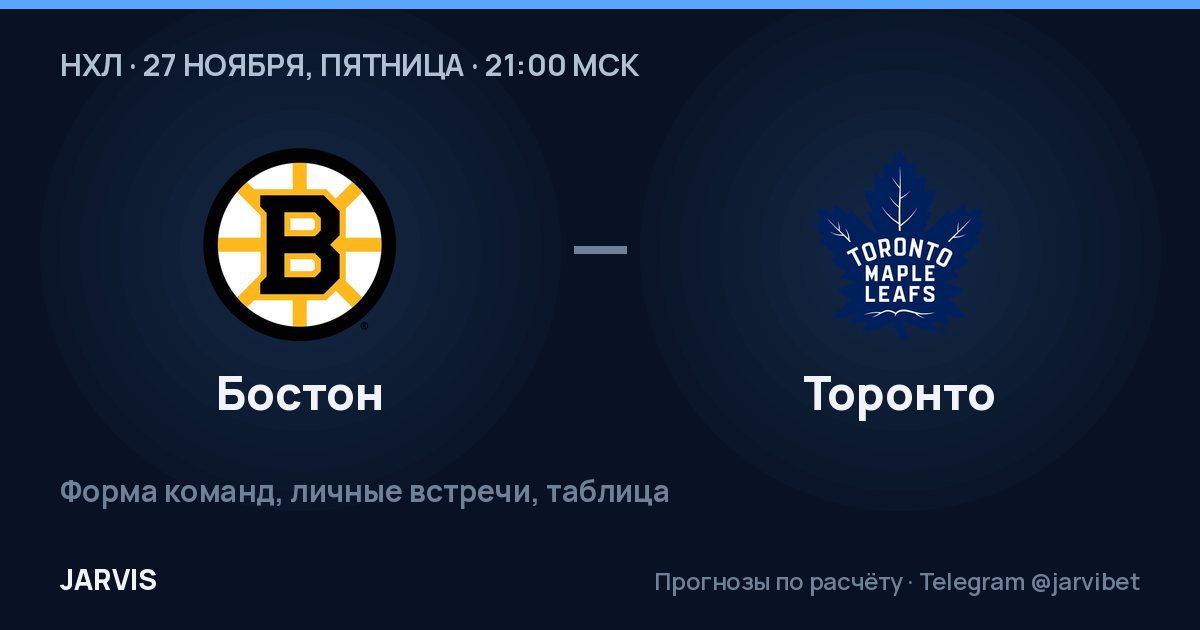 НХЛ · 27 НОЯБРЯ, ПЯТНИЦА · 21:00 МСК
B
®
TORONTO
MAPLE
LEAFS
—
Бостон
Торонто
Форма команд, личные встречи, таблица
JARVIS
Прогнозы по расчёту · Telegram @jarvibet